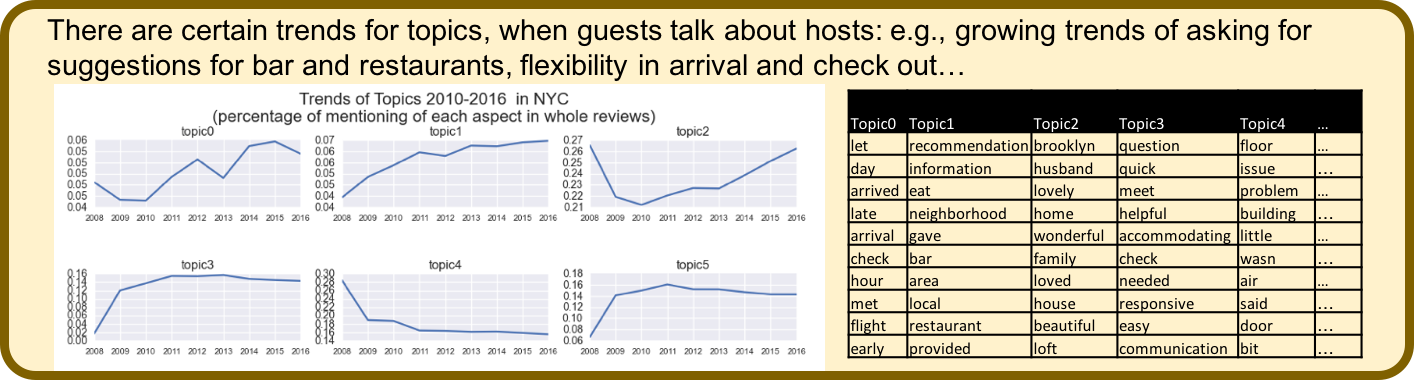 There are certain trends for topics, when guests talk about hosts: e.g., growing trends of asking for
suggestions for bar and restaurants, flexibility in arrival and check out…
Trends of Topics 2010-2016 in NYC
(percentage of mentioning of each aspect in whole reviews)
topic0
0.06
0.06
0.05
0.05
0.05
0.04
0.04
2008 2009 2010 2011 2012 2013 2014 2015 2016
topic1
0.07
0.07
0.06
0.06
0.05
0.05
0.04
2008 2009 2010 2011 2012 2013 2014 2015 2016
topic2
0.27
0.26
0.25
0.24
0.23
0.22
0.21
2008 2009 2010 2011 2012 2013 2014 2015 2016
topic3
0.16
0.14
0.12
0.10
0.08
0.06
0.04
0.02
0.00
2008 2009 2010 2011 2012 2013 2014 2015 2016
topic4
0.30
0.28
0.26
0.24
0.22
0.20
0.18
0.16
0.14
2008 2009 2010 2011 2012 2013 2014 2015 2016
topic5
0.18
0.16
0.14
0.12
0.10
0.08
0.06
2008 2009 2010 2011 2012 2013 2014 2015 2016
Topic0 Topic1 Topic2 Topic3 Topic4 …
let recommendation brooklyn question floor …
day information husband quick issue …
arrived eat lovely meet problem …
late neighborhood home helpful building …
arrival gave wonderful accommodating little …
check bar family check wasn …
hour area loved needed air …
met local house responsive said …
flight restaurant beautiful easy door …
early provided loft communication bit …